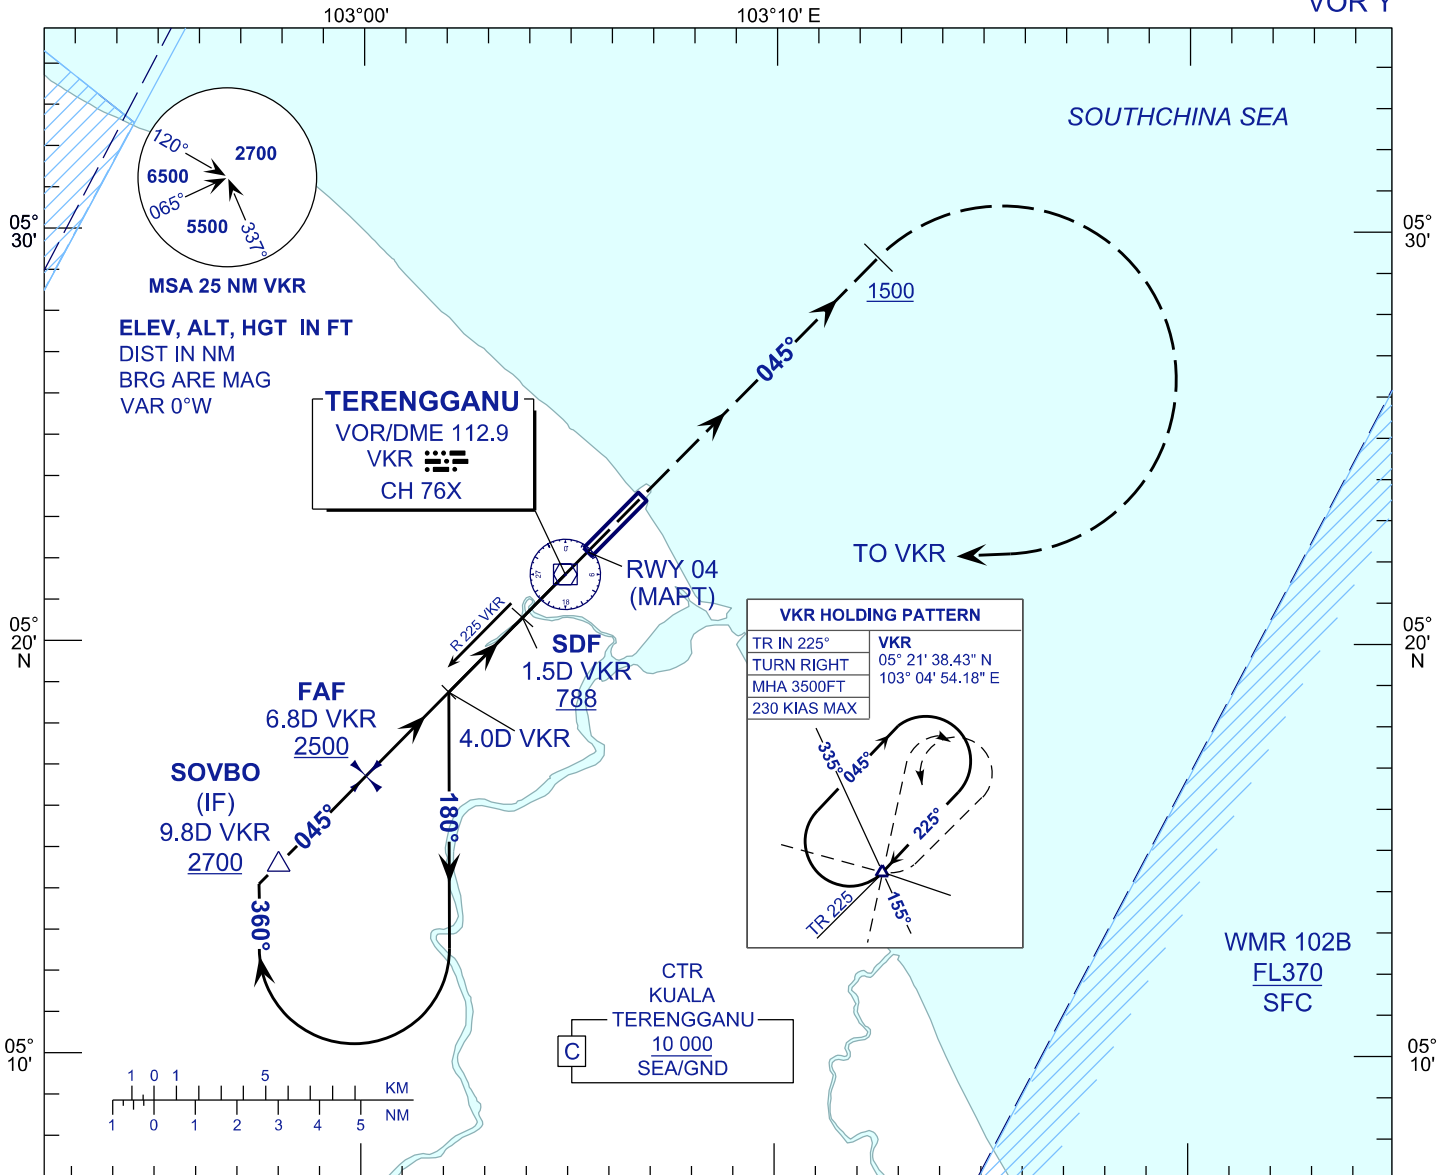 VOR Y
103°00'
103°10' E
SOUTHCHINA SEA
120°
2700
6500
065°
5500
337°
MSA 25 NM VKR
05°
30'
05°
30'
1500
ELEV, ALT, HGT IN FT
DIST IN NM
BRG ARE MAG
VAR 0°W
045°
TERENGGANU
VOR/DME 112.9
VKR
CH 76X
TO VKR
0
27
9
18
RWY 04
(MAPT)
R 225 VKR
SDF
1.5D VKR
788
05°
20'
N
05°
20'
N
FAF
6.8D VKR
2500
4.0D VKR
SOVBO
(IF)
9.8D VKR
2700
045°
180°
360°
VKR HOLDING PATTERN
TR IN 225°
TURN RIGHT
MHA 3500FT
230 KIAS MAX
VKR
05° 21' 38.43" N
103° 04' 54.18" E
335°
045°
225°
TR 225
155°
WMR 102B
FL370
SFC
CTR
KUALA
TERENGGANU
10 000
SEA/GND
C
05°
10'
05°
10'
1 0 1 5 KM
1 0 1 2 3 4 5 NM